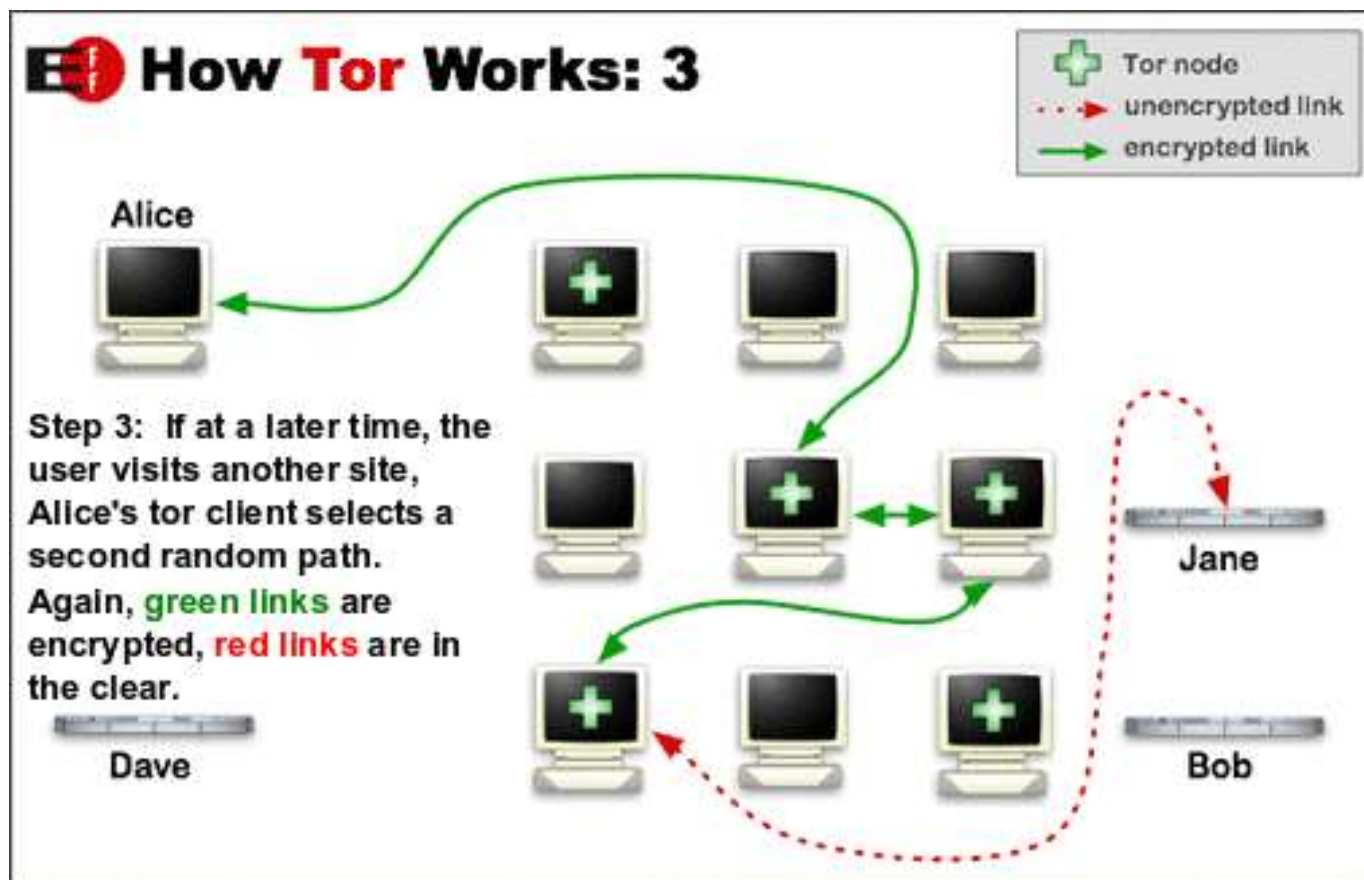 EFF How Tor Works: 3
Tor node
unencrypted link
encrypted link
Alice
Step 3: If at a later time, the
user visits another site,
Alice's tor client selects a
second random path.
Again, green links are
encrypted, red links are in
the clear.
Jane
Dave
Bob